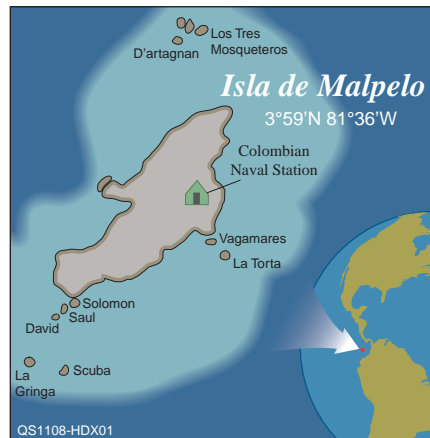 Los Tres
Mosqueteros
D'artagnan
Isla de Malpelo
3°59'N 81°36'W
Colombian
Naval Station
Vagamares
La Torta
Solomon
Saul
David
La
Gringa
Scuba
QS1108-HDX01